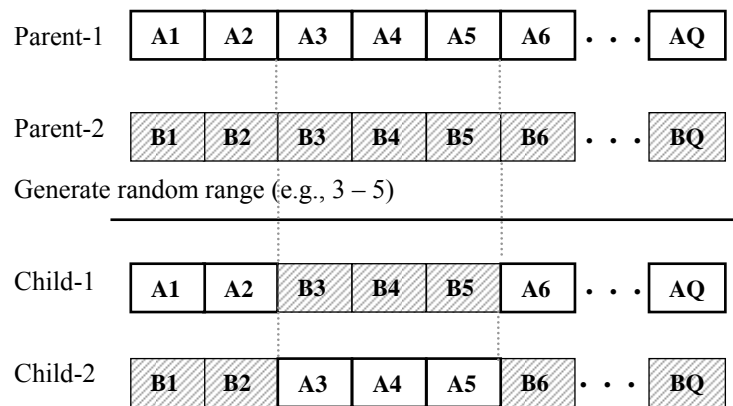 Parent-1 A1 A2 A3 A4 A5 A6 . . . AQ
Parent-2 B1 B2 B3 B4 B5 B6 . . . BQ
Generate random range (e.g., 3 – 5)
Child-1 A1 A2 B3 B4 B5 A6 . . . AQ
Child-2 B1 B2 A3 A4 A5 B6 . . . BQ